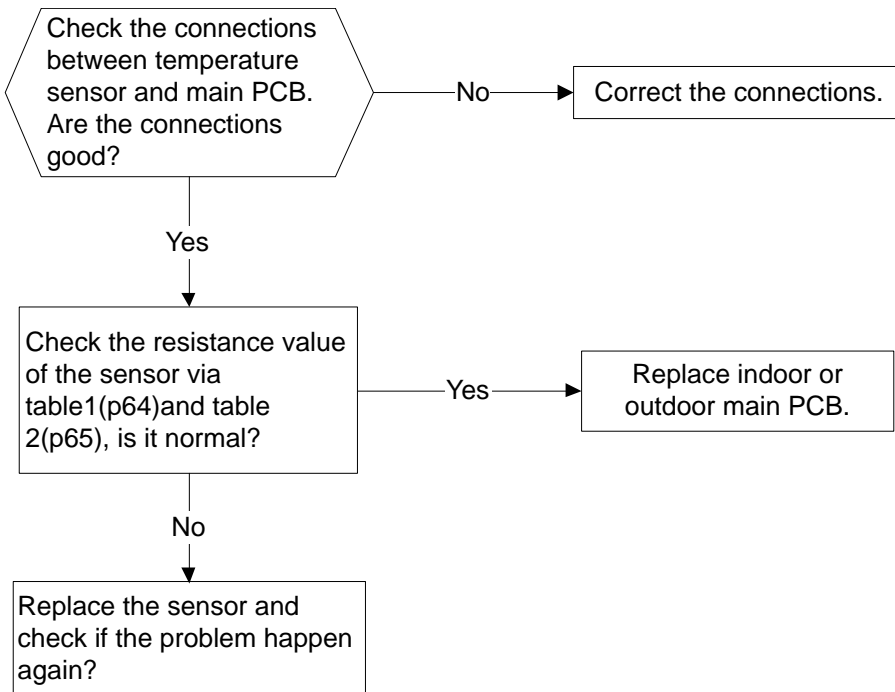 Check the connections
between temperature
sensor and main PCB.
Are the connections
good?
No
Correct the connections.
Yes
Check the resistance value
of the sensor via
table1(p64)and table
2(p65), is it normal?
Yes
Replace indoor or
outdoor main PCB.
No
Replace the sensor and
check if the problem happen
again?